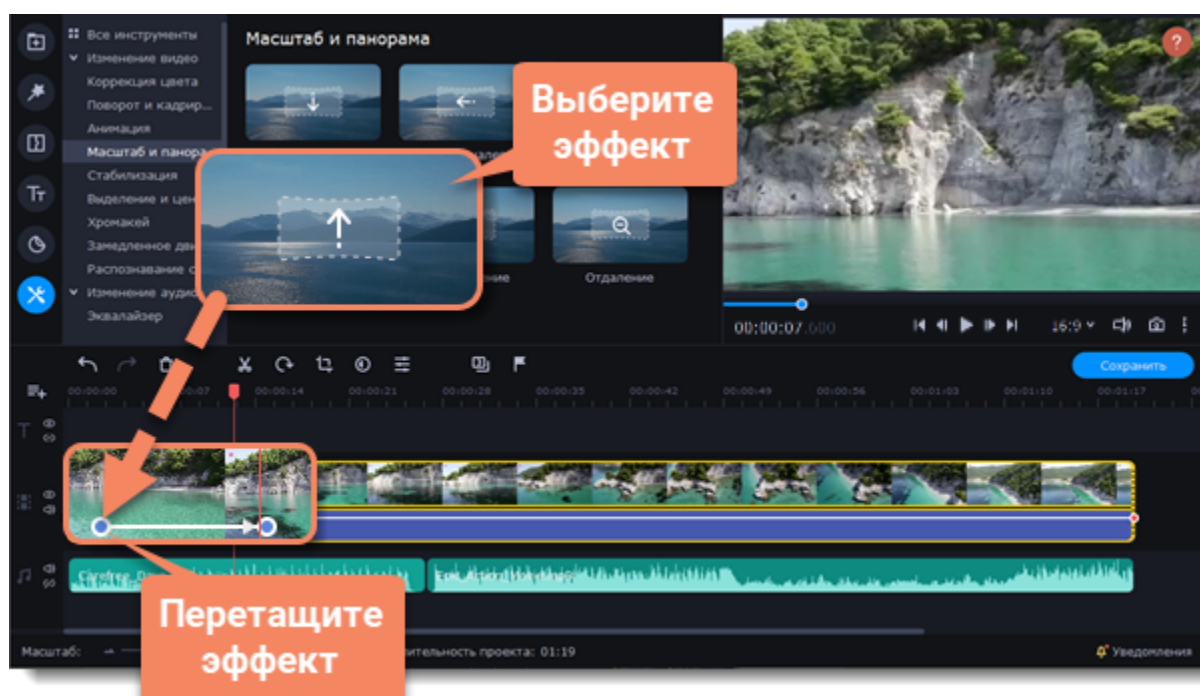 Все инструменты
Изменение видео
Коррекция цвета
Поворот и кадрир...
Анимация
Масштаб и панора
Стабилизация
Выделение и цен
Хромакей
Замедленное дви
Распознавание с
Изменение аудио
Эквалайзер
Масштаб и панорама
Выберите
эффект
Отдаление
?
00:00:07.600
16:9
Сохранить
00:00:00
:07
00:00:14
00:00:21
00:00:28
00:00:35
00:00:42
00:00:49
00:00:56
00:01:03
00:01:10
00:01:17
Перетащите
эффект
Масштаб:
ительность проекта: 01:19
Уведомления